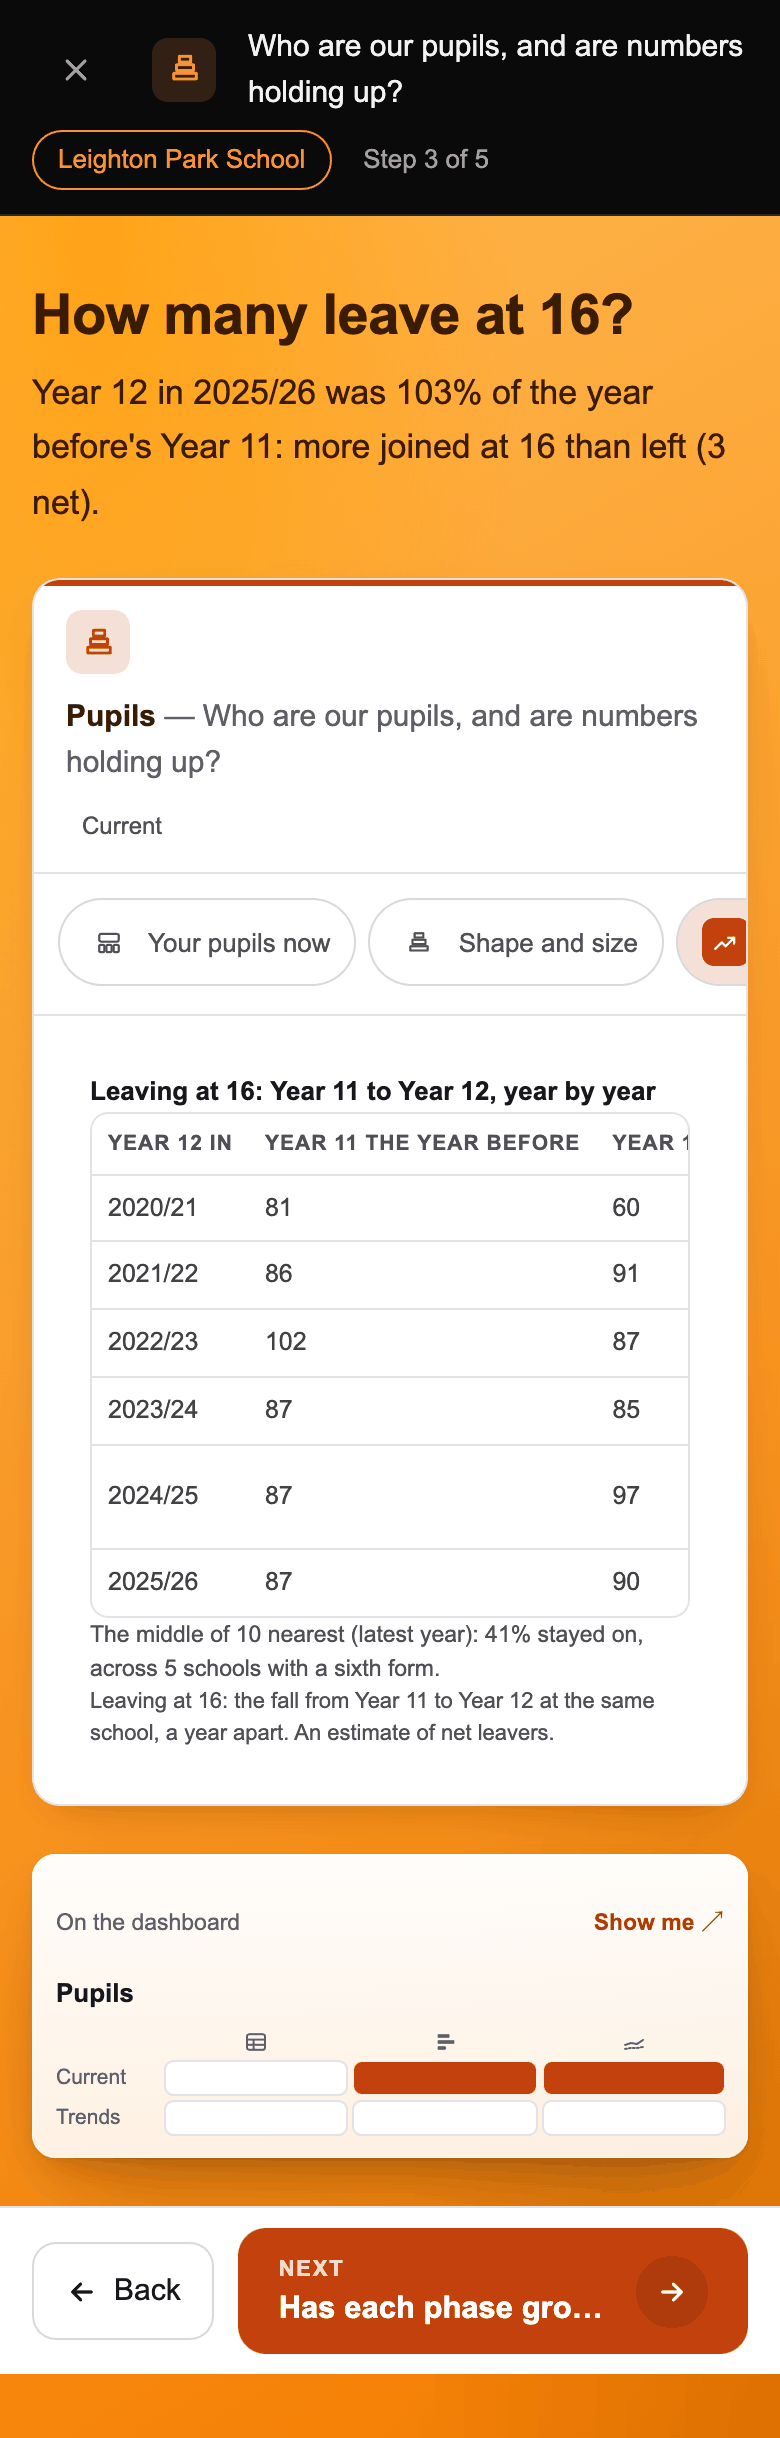 Who are our pupils, and are numbers
holding up?
Leighton Park School
Step 3 of 5
How many leave at 16?
Year 12 in 2025/26 was 103% of the year
before's Year 11: more joined at 16 than left (3
net).
Pupils — Who are our pupils, and are numbers
holding up?
Current
Your pupils now
Shape and size
Leaving at 16: Year 11 to Year 12, year by year
YEAR 12 IN YEAR 11 THE YEAR BEFORE YEAR 1
2020/21 81 60
2021/22 86 91
2022/23 102 87
2023/24 87 85
2024/25 87 97
2025/26 87 90
The middle of 10 nearest (latest year): 41% stayed on,
across 5 schools with a sixth form.
Leaving at 16: the fall from Year 11 to Year 12 at the same
school, a year apart. An estimate of net leavers.
On the dashboard
Show me ↗
Pupils
Current
Trends
← Back
NEXT
Has each phase gro...